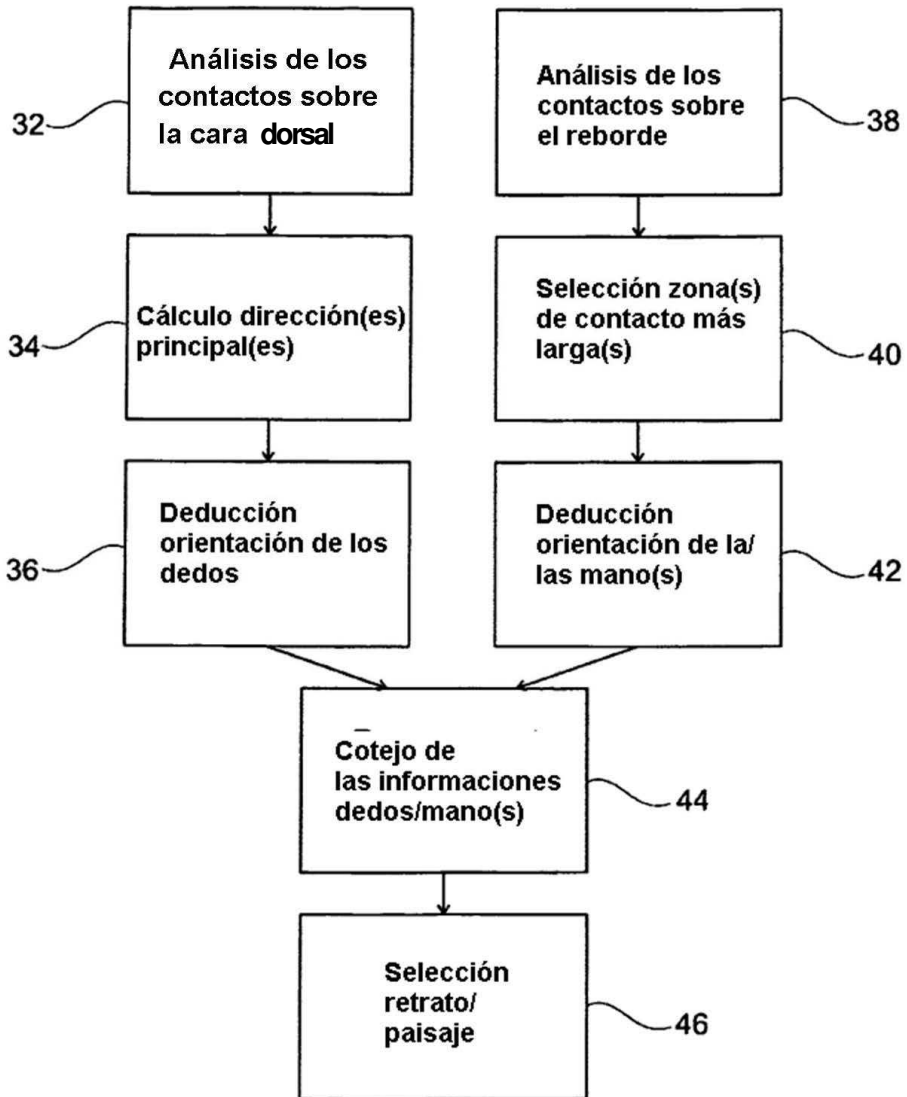 Análisis de los
contactos sobre
la cara dorsal
32
Análisis de los
contactos sobre
el reborde
38
Cálculo dirección(es)
principal(es)
34
Selección zona(s)
de contacto más
larga(s)
40
Deducción
orientación de los
dedos
36
Deducción
orientación de la/
las mano(s)
42
Cotejo de
las informaciones
dedos/mano(s)
44
Selección
retrato/
paisaje
46